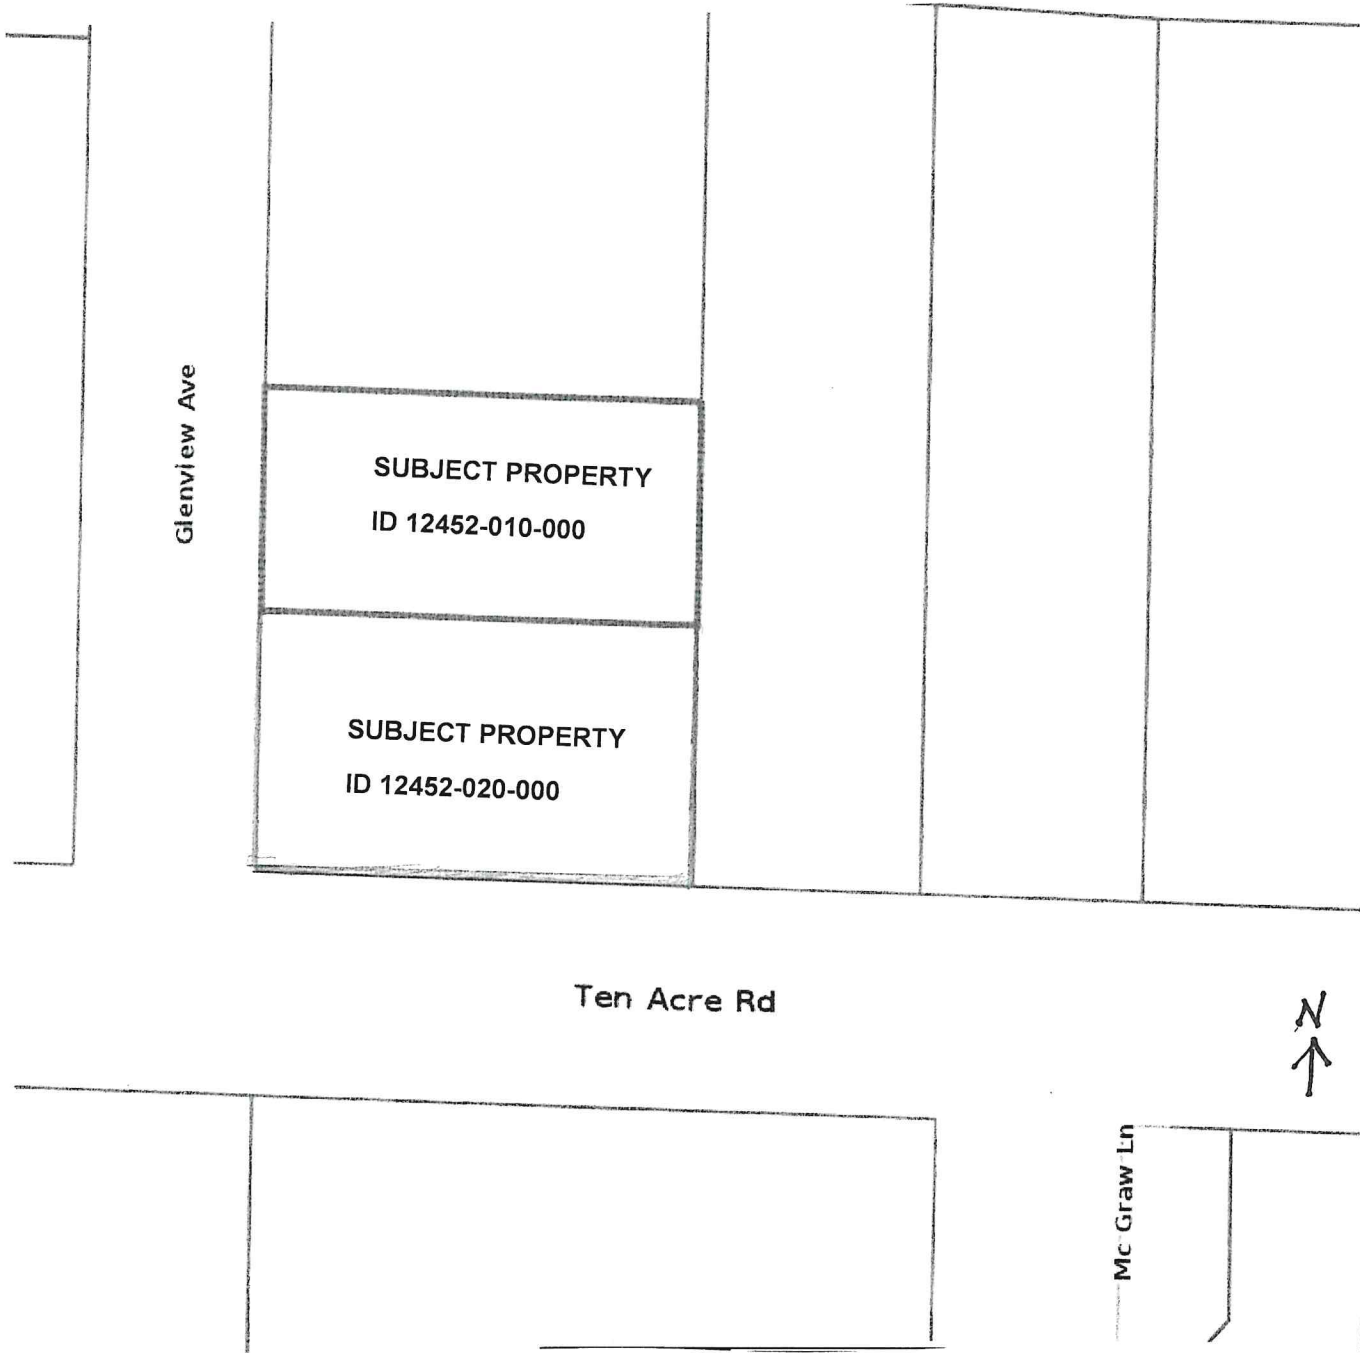 Glenview Ave
SUBJECT PROPERTY
ID 12452-010-000
SUBJECT PROPERTY
ID 12452-020-000
Ten Acre Rd
N
Mc Graw Ln